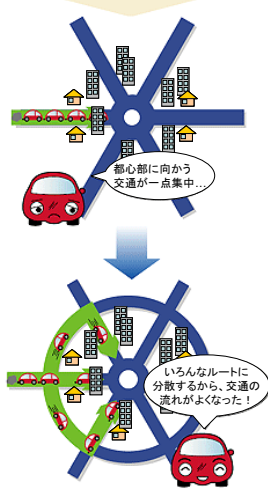 都心部に向かう
交通が一点集中...
いろんなルートに
分散するから、交通の
流れがよくなった！